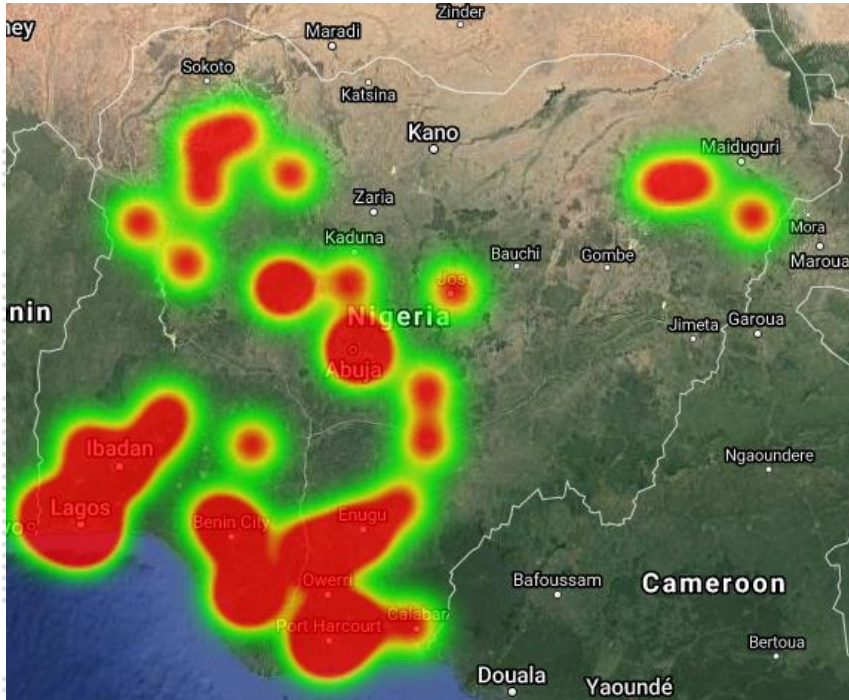 ney
Zinder
Maradi
Sokoto
Katsina
Kano
Maiduguri
Zaria
Mora
Kaduna
Maroua
Bauchi
Gombe
Jos
nin
Nigeria
Jimeta
Garoua
Abuja
Ibadan
Ngaoundere
Lagos
Enugu
Benin City
vo
Owerri
Bafoussam
Cameroon
Calabar
Port Harcourt
Bertoua
Douala
Yaoundé